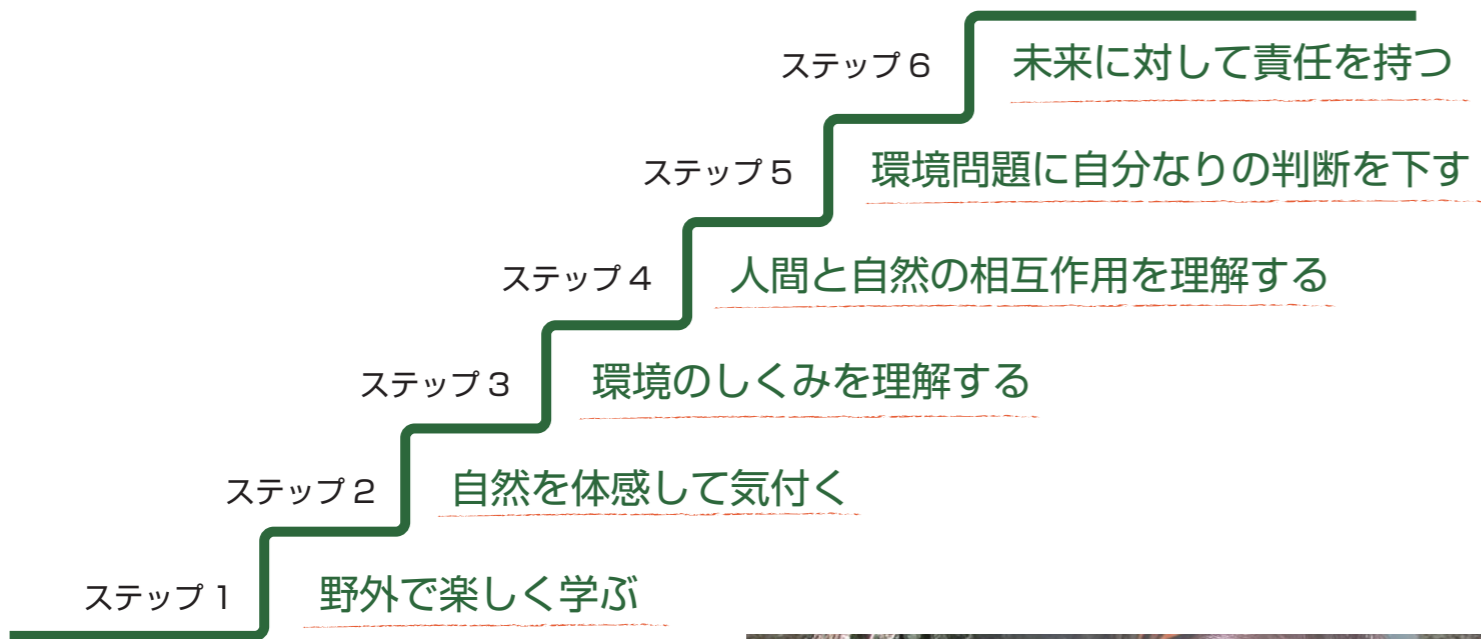 ステップ 6 未来に対して責任を持つ
ステップ 5 環境問題に自分なりの判断を下す
ステップ 4 人間と自然の相互作用を理解する
ステップ 3 環境のしくみを理解する
ステップ 2 自然を体感して気付く
ステップ 1 野外で楽しく学ぶ